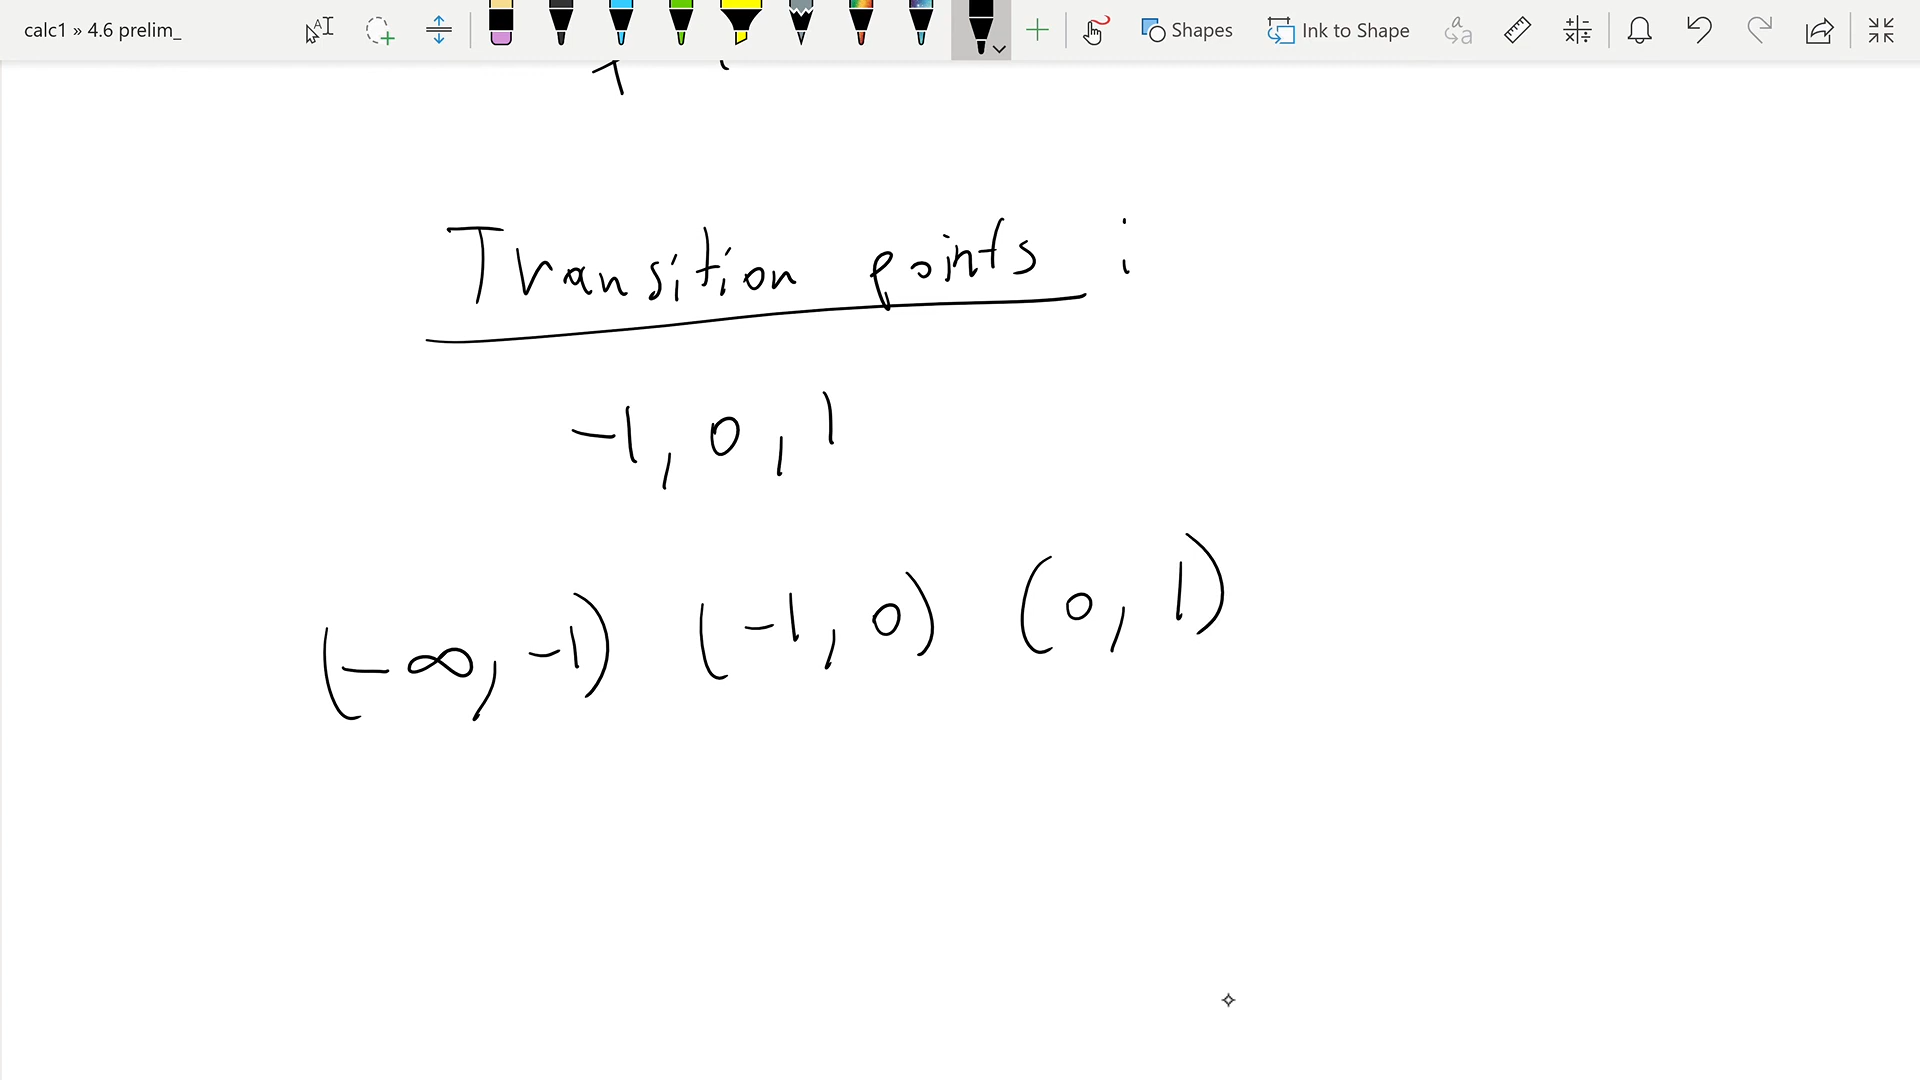 calc1 » 4.6 prelim_ Shapes Ink to Shape
Transition points :
-1, 0, 1
(-∞, -1) (-1, 0) (0, 1)